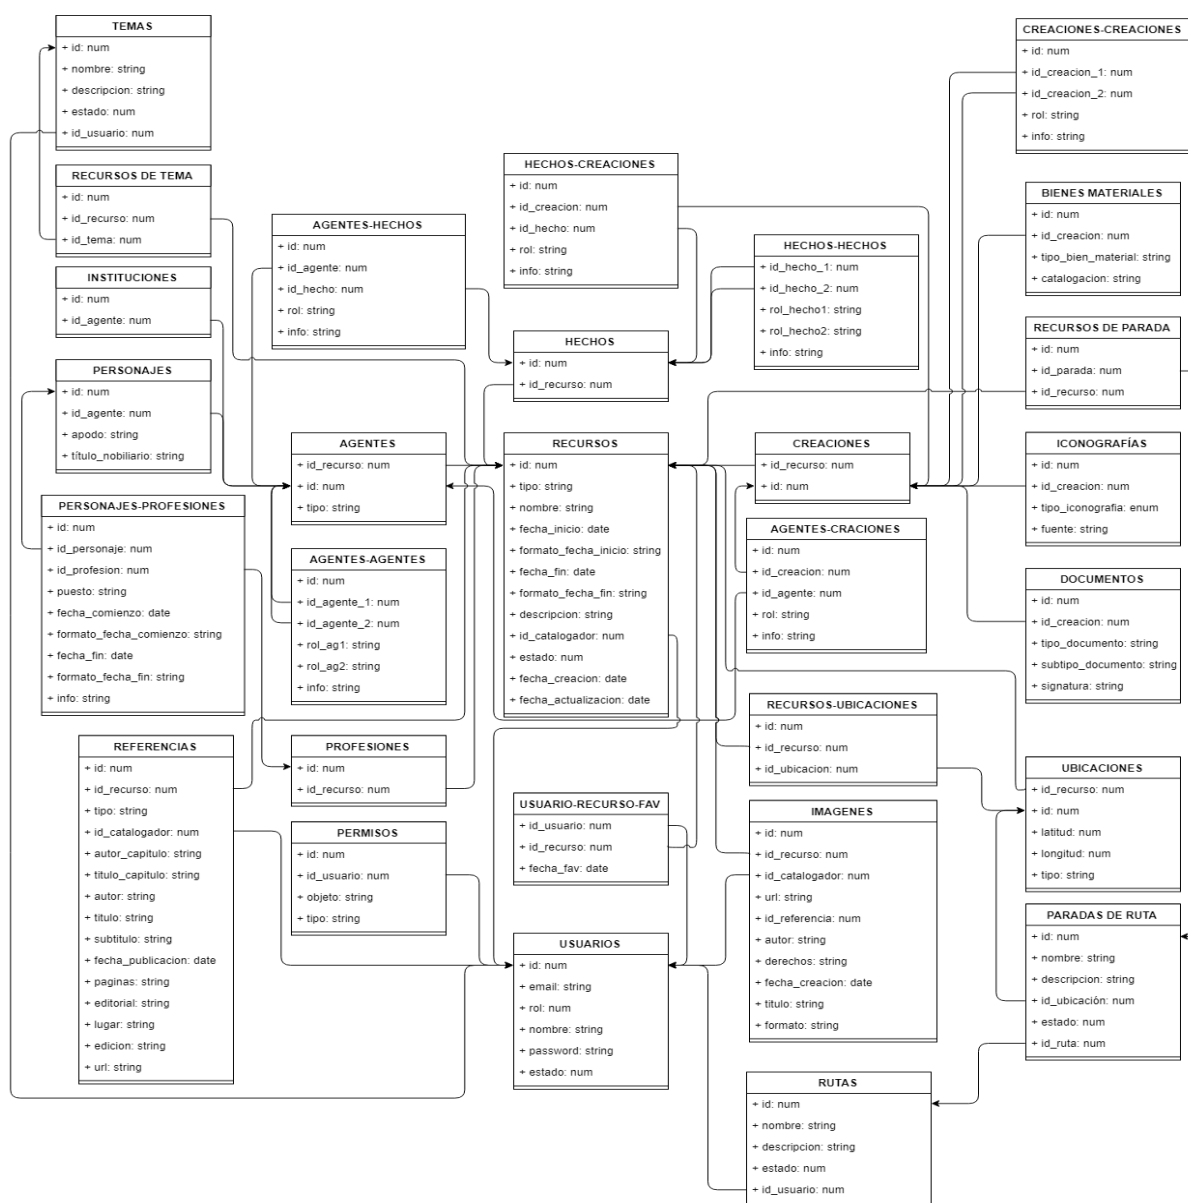 TEMAS
+ id: num
+ nombre: string
+ descripcion: string
+ estado: num
+ id_usuario: num
RECURSOS DE TEMA
+ id: num
+ id_recurso: num
+ id_tema: num
INSTITUCIONES
+ id: num
+ id_agente: num
PERSONAJES
+ id: num
+ id_agente: num
+ apodo: string
+ título_nobiliario: string
PERSONAJES-PROFESIONES
+ id: num
+ id_personaje: num
+ id_profesion: num
+ puesto: string
+ fecha_comienzo: date
+ formato_fecha_comienzo: string
+ fecha_fin: date
+ formato_fecha_fin: string
+ info: string
REFERENCIAS
+ id: num
+ id_recurso: num
+ tipo: string
+ id_catalogador: num
+ autor_capitulo: string
+ titulo_capitulo: string
+ autor: string
+ titulo: string
+ subtitulo: string
+ fecha_publicacion: date
+ paginas: string
+ editorial: string
+ lugar: string
+ edicion: string
+ url: string
AGENTES-HECHOS
+ id: num
+ id_agente: num
+ id_hecho: num
+ rol: string
+ info: string
AGENTES
+ id_recurso: num
+ id: num
+ tipo: string
AGENTES-AGENTES
+ id: num
+ id_agente_1: num
+ id_agente_2: num
+ rol_ag1: string
+ rol_ag2: string
+ info: string
PROFESIONES
+ id: num
+ id_recurso: num
PERMISOS
+ id: num
+ id_usuario: num
+ objeto: string
+ tipo: string
HECHOS-CREACIONES
+ id: num
+ id_creacion: num
+ id_hecho: num
+ rol: string
+ info: string
HECHOS
+ id: num
+ id_recurso: num
RECURSOS
+ id: num
+ tipo: string
+ nombre: string
+ fecha_inicio: date
+ formato_fecha_inicio: string
+ fecha_fin: date
+ formato_fecha_fin: string
+ descripcion: string
+ id_catalogador: num
+ estado: num
+ fecha_creacion: date
+ fecha_actualizacion: date
USUARIO-RECURSO-FAV
+ id_usuario: num
+ id_recurso: num
+ fecha_fav: date
USUARIOS
+ id: num
+ email: string
+ rol: num
+ nombre: string
+ password: string
+ estado: num
HECHOS-HECHOS
+ id_hecho_1: num
+ id_hecho_2: num
+ rol_hecho1: string
+ rol_hecho2: string
+ info: string
CREACIONES
+ id_recurso: num
+ id: num
AGENTES-CRACIONES
+ id: num
+ id_creacion: num
+ id_agente: num
+ rol: string
+ info: string
RECURSOS-UBICACIONES
+ id: num
+ id_recurso: num
+ id_ubicacion: num
IMAGENES
+ id: num
+ id_recurso: num
+ id_catalogador: num
+ url: string
+ id_referencia: num
+ autor: string
+ derechos: string
+ fecha_creacion: date
+ titulo: string
+ formato: string
RUTAS
+ id: num
+ nombre: string
+ descripcion: string
+ estado: num
+ id_usuario: num
CREACIONES-CREACIONES
+ id: num
+ id_creacion_1: num
+ id_creacion_2: num
+ rol: string
+ info: string
BIENES MATERIALES
+ id: num
+ id_creacion: num
+ tipo_bien_material: string
+ catalogacion: string
RECURSOS DE PARADA
+ id: num
+ id_parada: num
+ id_recurso: num
ICONOGRAFÍAS
+ id: num
+ id_creacion: num
+ tipo_iconografia: enum
+ fuente: string
DOCUMENTOS
+ id: num
+ id_creacion: num
+ tipo_documento: string
+ subtipo_documento: string
+ signatura: string
UBICACIONES
+ id_recurso: num
+ id: num
+ latitud: num
+ longitud: num
+ tipo: string
PARADAS DE RUTA
+ id: num
+ nombre: string
+ descripcion: string
+ id_ubicación: num
+ estado: num
+ id_ruta: num